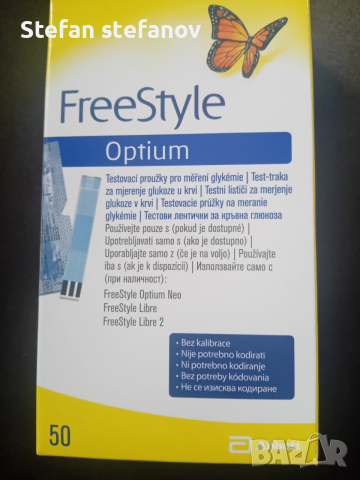 Stefan stefanov
FreeStyle
Optium
Testovací proužky pro měření glykémie | Test-traka
za mjerenje glukoze u krvi | Testni lističi za merjenje
glukoze v krvi | Testovacie prúžky na meranie
glykémie | Тестови лентички за кръвна глюкоза
Používejte pouze s (pokud je dostupné) |
Upotrebljavati samo s (ako je dostupno) |
Uporabljajte samo z (če je na voljo) | Používajte
iba s (ak je k dispozícii) | Използвайте само с
(при наличност):
FreeStyle Optium Neo
FreeStyle Libre
FreeStyle Libre 2
• Bez kalibrace
• Nije potrebno kodirati
• Ni potrebno kodiranje
• Bez potreby kódovania
• Не се изисква кодиране
50
Abbott
BAZAR